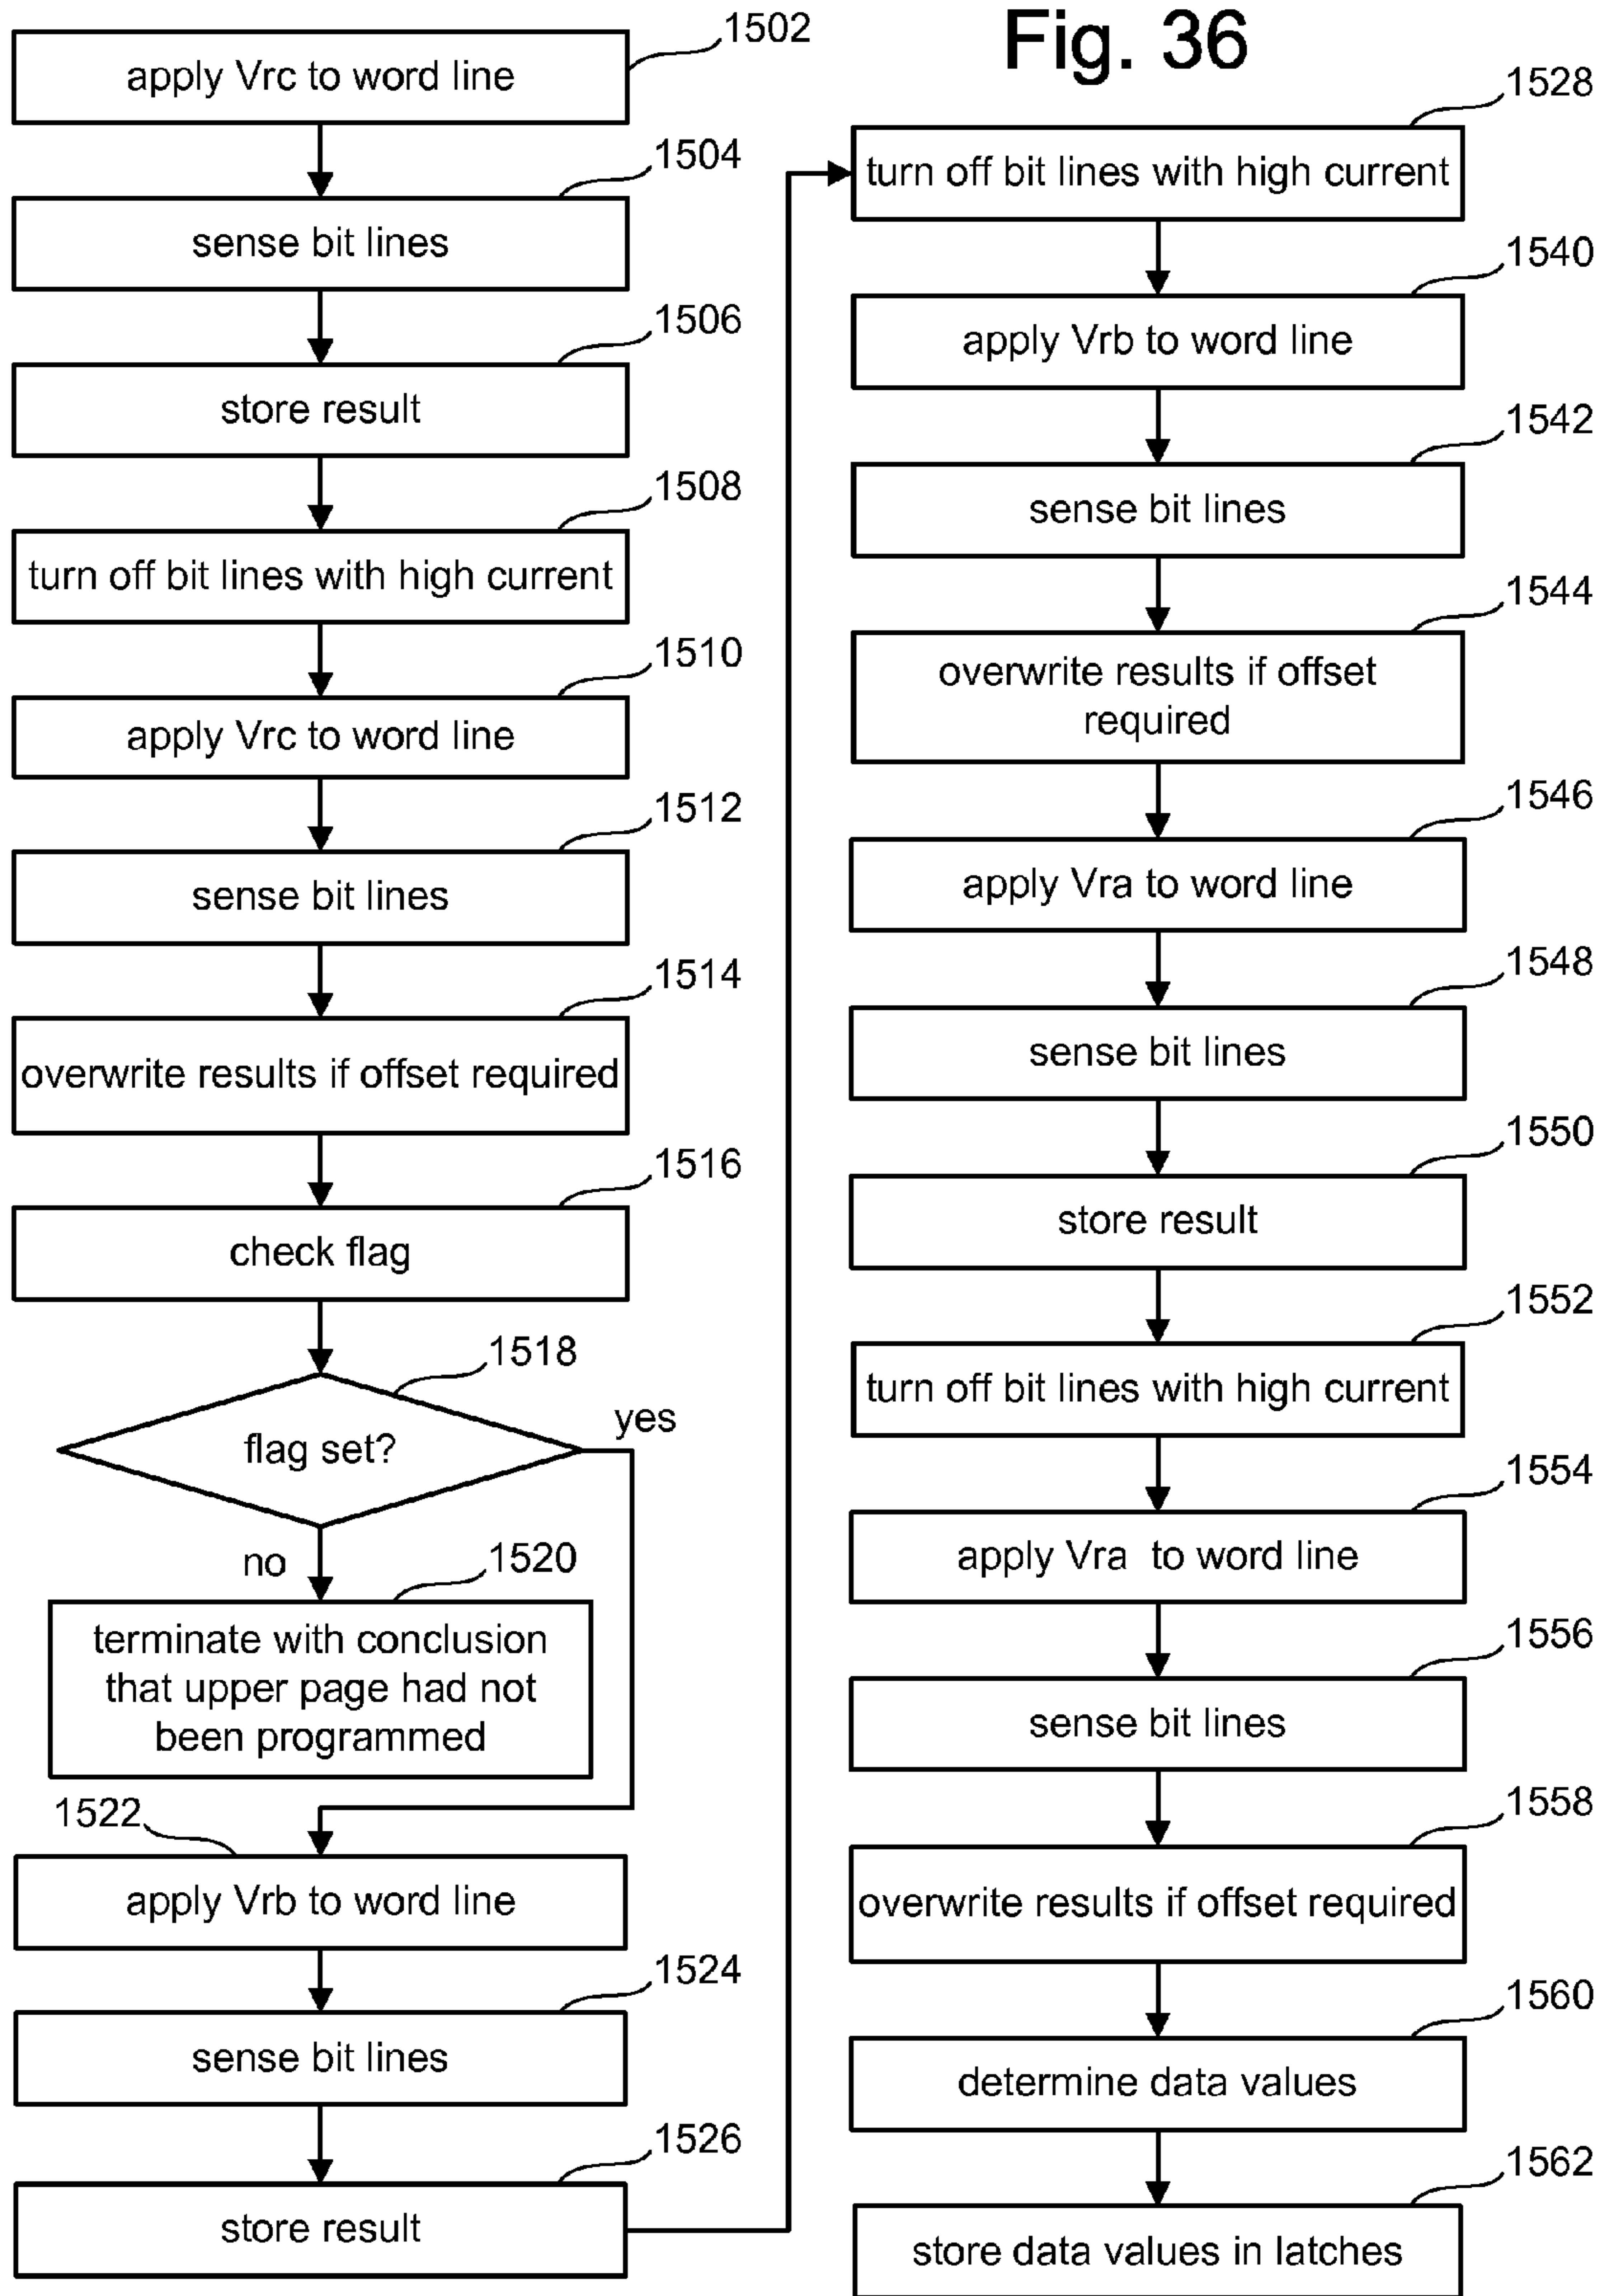 Fig. 36
1502
apply Vrc to word line
1504
sense bit lines
1506
store result
1508
turn off bit lines with high current
1510
apply Vrc to word line
1512
sense bit lines
1514
overwrite results if offset required
1516
check flag
1518
flag set?
yes
no
1520
terminate with conclusion
that upper page had not
been programmed
1522
apply Vrb to word line
1524
sense bit lines
1526
store result
1528
turn off bit lines with high current
1540
apply Vrb to word line
1542
sense bit lines
1544
overwrite results if offset
required
1546
apply Vra to word line
1548
sense bit lines
1550
store result
1552
turn off bit lines with high current
1554
apply Vra to word line
1556
sense bit lines
1558
overwrite results if offset required
1560
determine data values
1562
store data values in latches